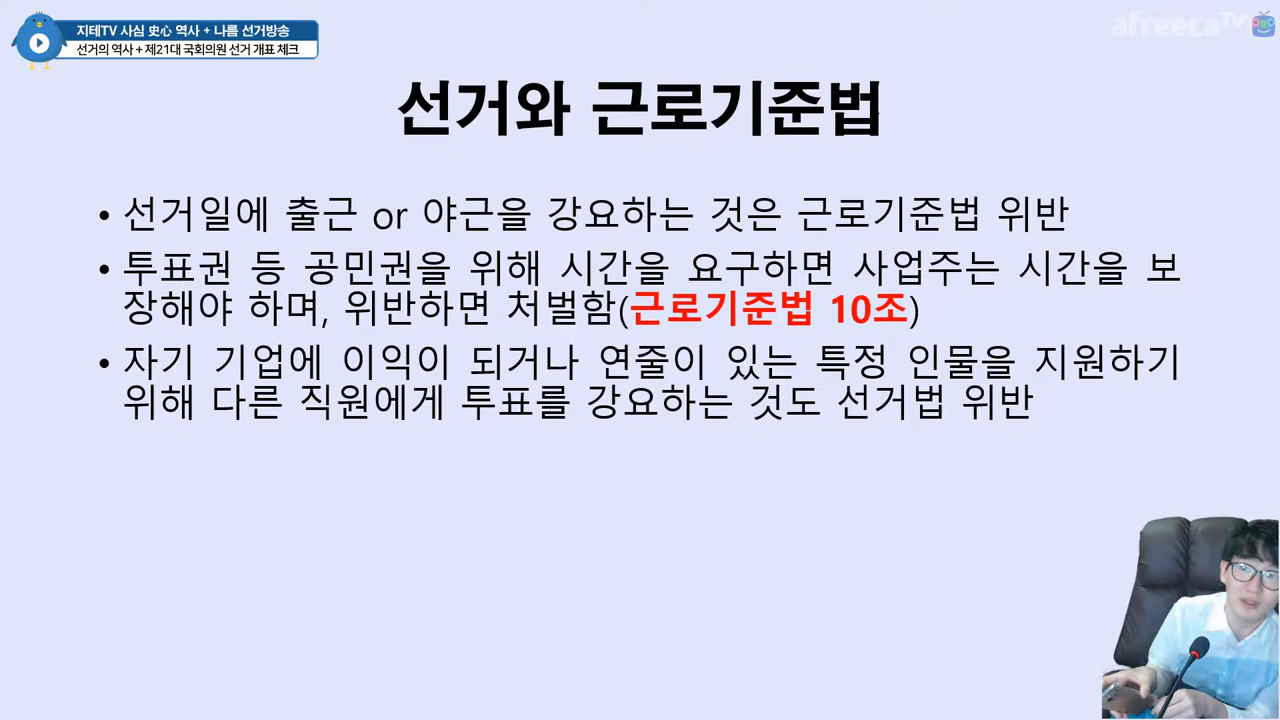 지테TV 사심 史心 역사 + 나름 선거방송
선거의 역사 + 제21대 국회의원 선거 개표 체크
afreecaTV
선거와 근로기준법
• 선거일에 출근 or 야근을 강요하는 것은 근로기준법 위반
• 투표권 등 공민권을 위해 시간을 요구하면 사업주는 시간을 보
장해야 하며, 위반하면 처벌함(근로기준법 10조)
• 자기 기업에 이익이 되거나 연줄이 있는 특정 인물을 지원하기
위해 다른 직원에게 투표를 강요하는 것도 선거법 위반